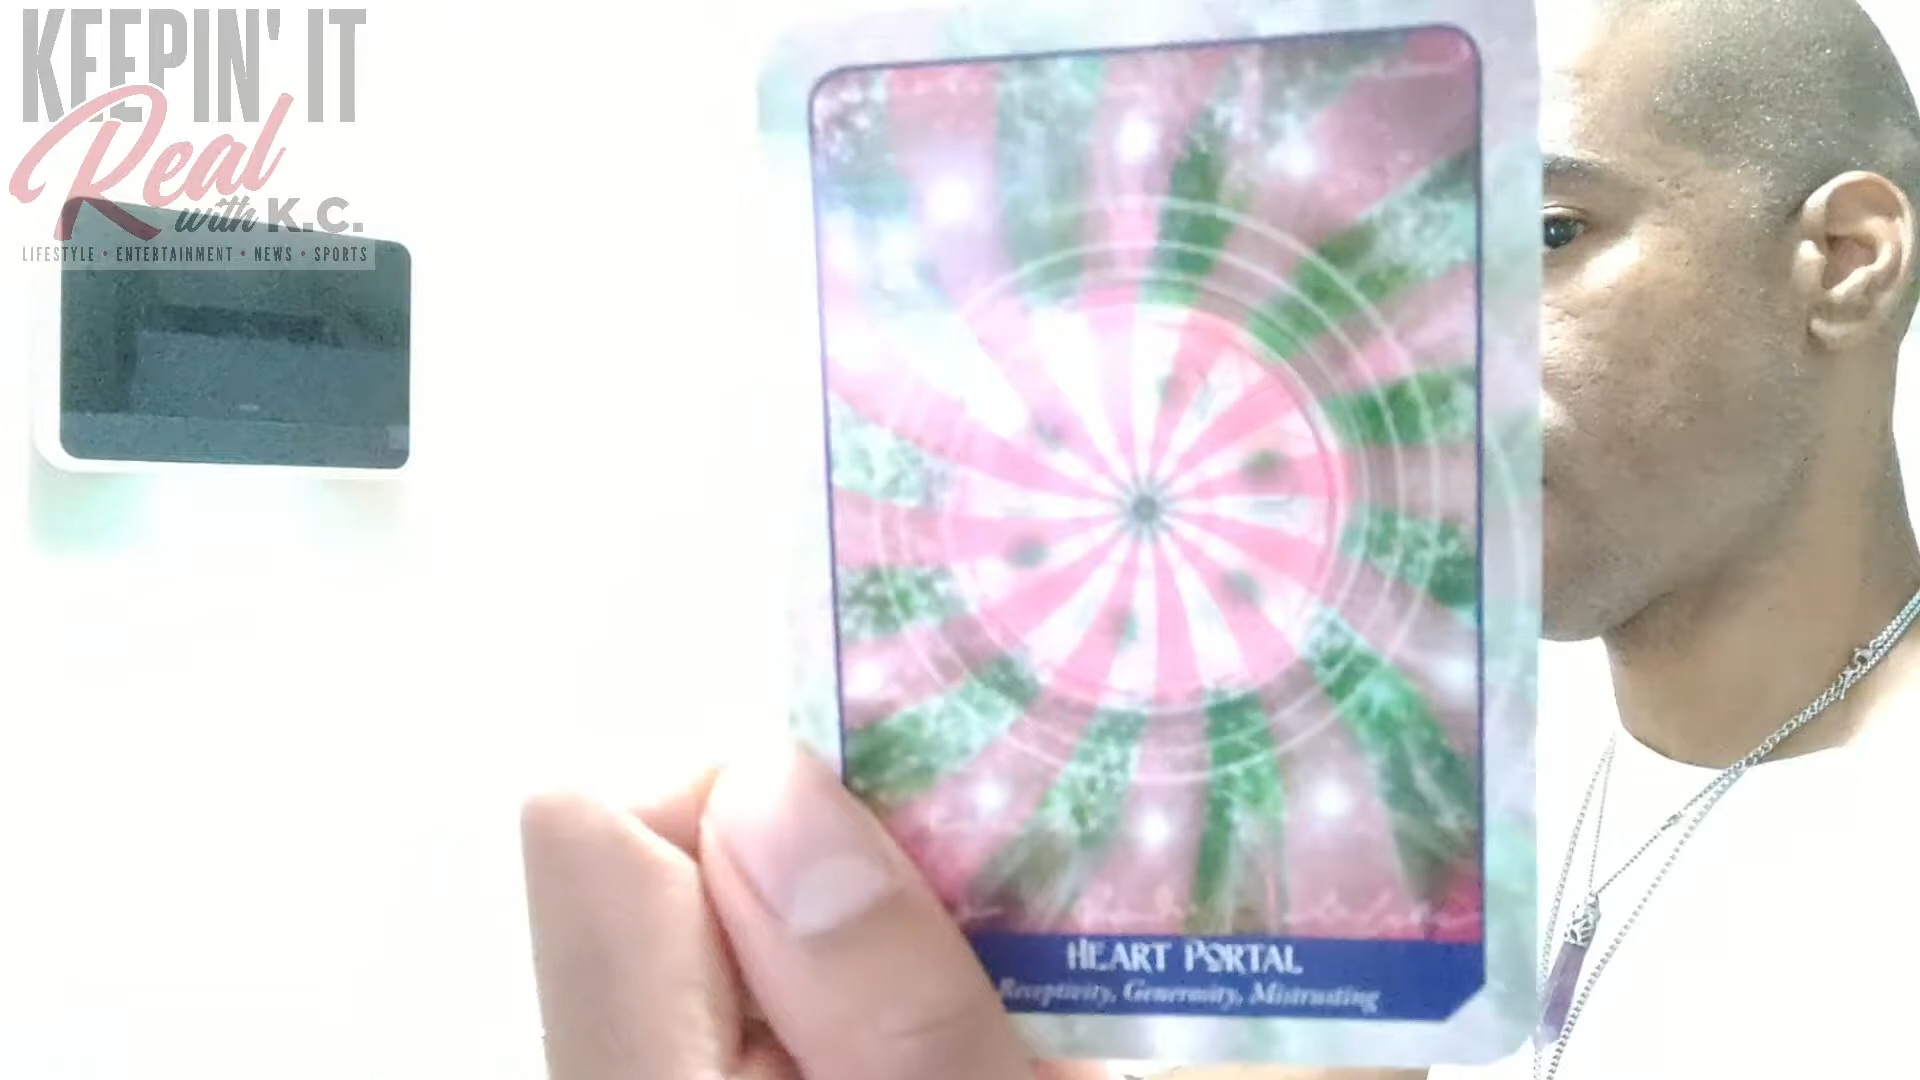 KEEPIN' IT
Real
with K.C.
LIFESTYLE • ENTERTAINMENT • NEWS • SPORTS
HEART PORTAL
Receptivity, Generosity, Mistrusting